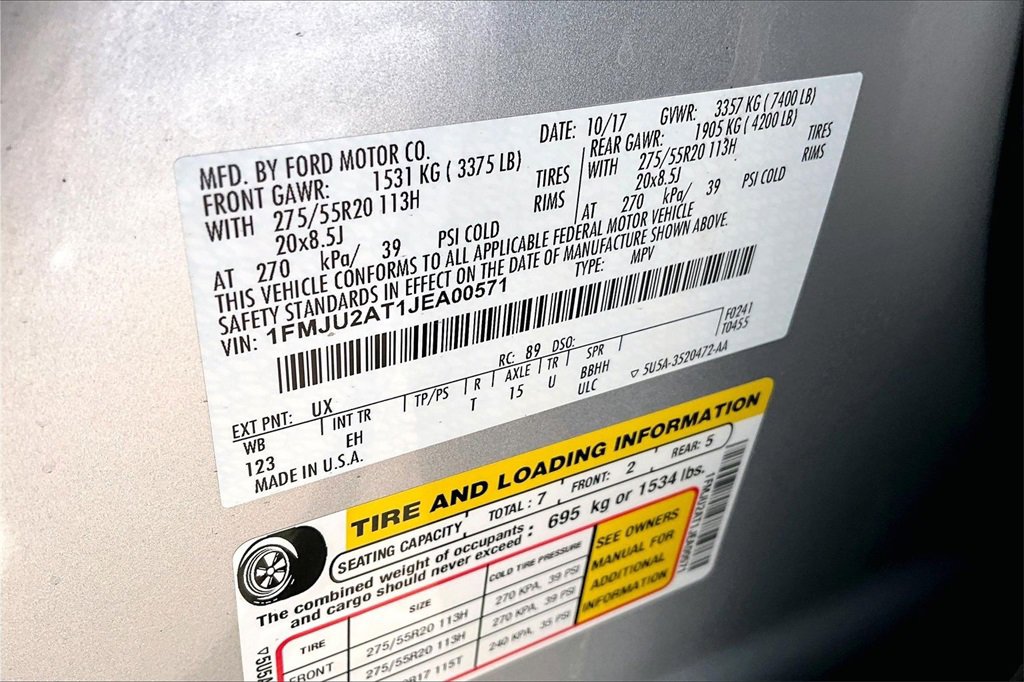 MFD. BY FORD MOTOR CO.
DATE: 10/17 GVWR: 3357 KG ( 7400 LB)
FRONT GAWR: 1531 KG ( 3375 LB)
REAR GAWR: 1905 KG ( 4200 LB)
WITH 275/55R20 113H TIRES
WITH 275/55R20 113H TIRES
20x8.5J RIMS
20x8.5J RIMS
AT 270 kPa/ 39 PSI COLD
AT 270 kPa/ 39 PSI COLD
THIS VEHICLE CONFORMS TO ALL APPLICABLE FEDERAL MOTOR VEHICLE
SAFETY STANDARDS IN EFFECT ON THE DATE OF MANUFACTURE SHOWN ABOVE.
VIN: 1FMJU2AT1JEA00571 TYPE: MPV
F0241
T0455
EXT PNT: UX RC: 89 DSO:
WB INT TR TP/PS R AXLE TR SPR
123 EH T 15 U BBHH
ULC
MADE IN U.S.A. ▽ 5U5A-3520472-AA
TIRE AND LOADING INFORMATION
SEATING CAPACITY TOTAL : 7 FRONT: 2 REAR: 5
The combined weight of occupants
and cargo should never exceed : 695 kg or 1534 lbs.
TIRE SIZE COLD TIRE PRESSURE
FRONT 275/55R20 113H 270 KPA, 39 PSI
275/55R20 113H 270 KPA, 39 PSI
R17 115T 240 KPA, 35 PSI
SEE OWNERS
MANUAL FOR
ADDITIONAL
INFORMATION
▽5U5A